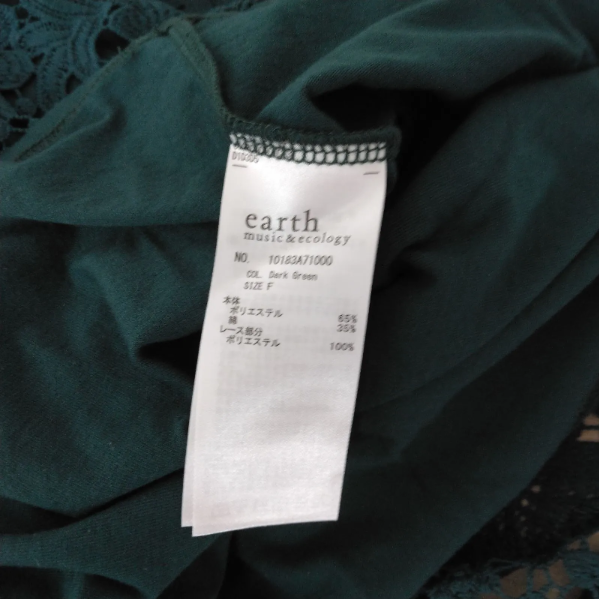 earth
music&ecology
NO. 10183A71000
COL. Dark Green
SIZE F
本体
ポリエステル 65%
綿 35%
レース部分
ポリエステル 100%